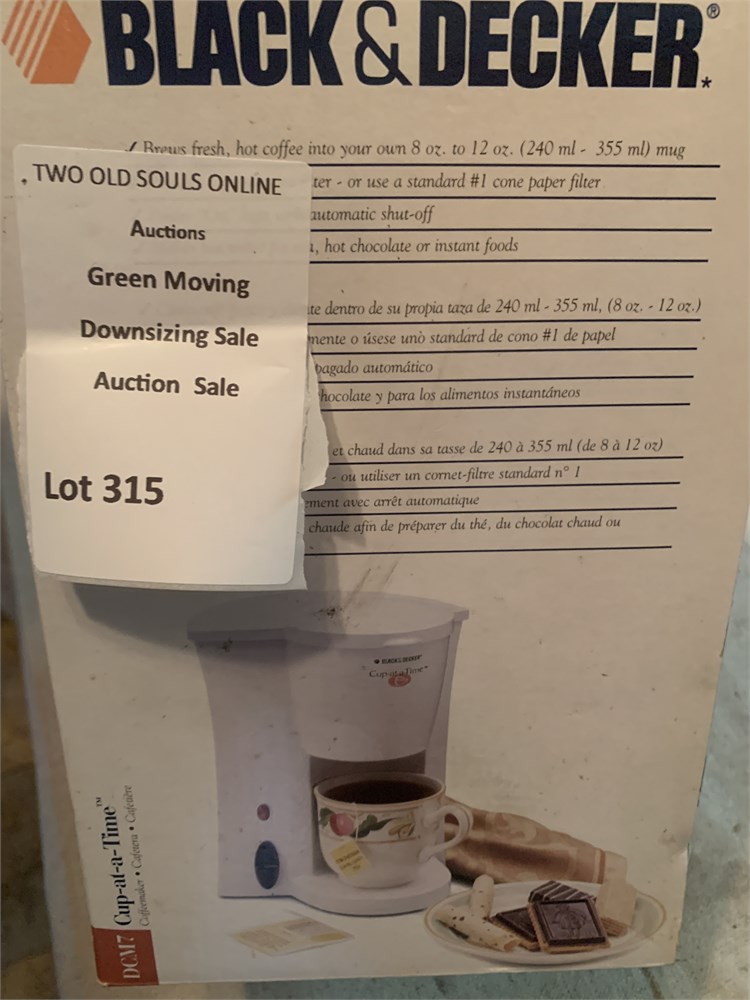 BLACK & DECKER®*
✓ Brews fresh, hot coffee into your own 8 oz. to 12 oz. (240 ml - 355 ml) mug
ter - or use a standard #1 cone paper filter
automatic shut-off
, hot chocolate or instant foods
te dentro de su propia taza de 240 ml - 355 ml, (8 oz. - 12 oz.)
mente o úsese uno standard de cono #1 de papel
pagado automático
hocolate y para los alimentos instantáneos
et chaud dans sa tasse de 240 à 355 ml (de 8 à 12 oz)
- ou utiliser un cornet-filtre standard n° 1
ment avec arrêt automatique
chaude afin de préparer du thé, du chocolat chaud ou
TWO OLD SOULS ONLINE
Auctions
Green Moving
Downsizing Sale
Auction Sale
Lot 315
BLACK & DECKER
Cup-at-a-Time™
DCM7 Cup-at-a-Time™
Coffeemaker • Cafetera • Cafetière